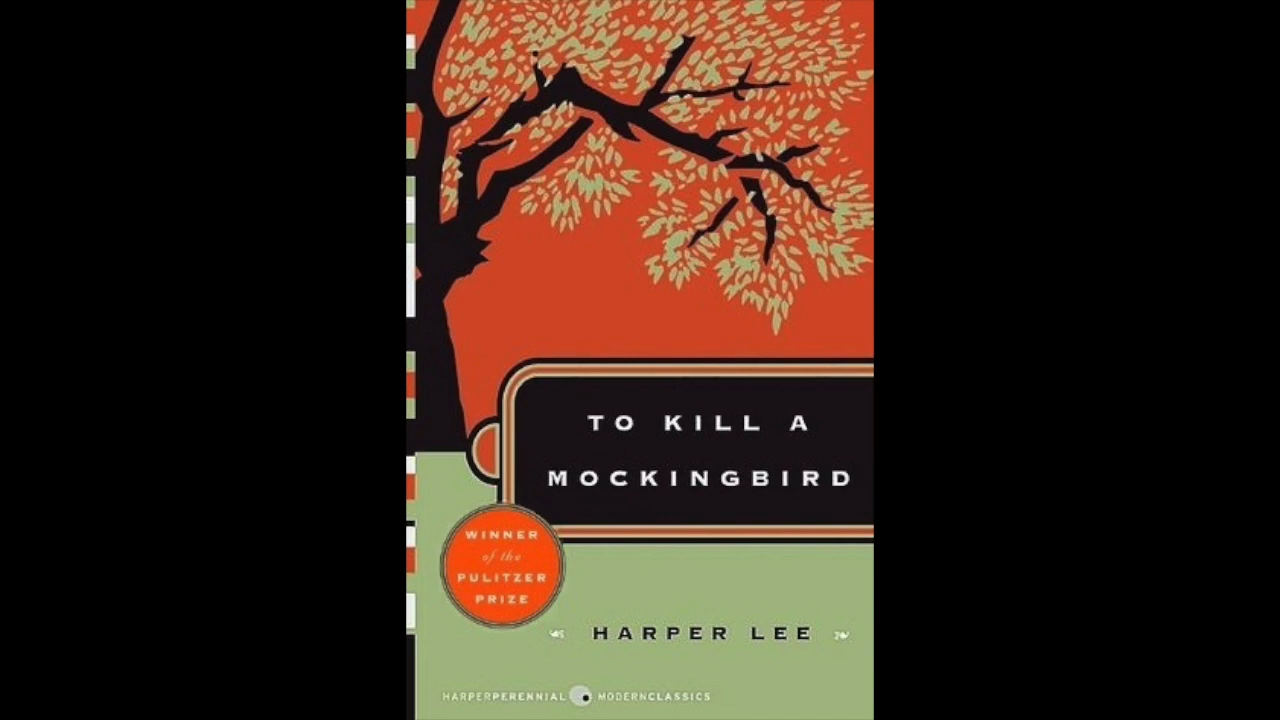 TO KILL A
MOCKINGBIRD
WINNER
of the
PULITZER
PRIZE
HARPER LEE
HARPERPERENNIAL MODERNCLASSICS